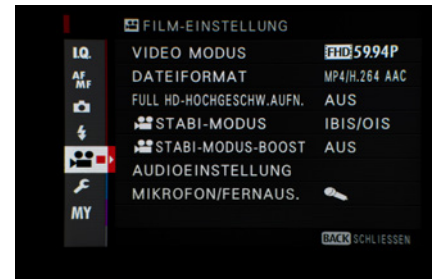 FILM-EINSTELLUNG
I.Q.
VIDEO MODUS FHD 59.94P
AF MF
DATEIFORMAT MP4/H.264 AAC
FULL HD-HOCHGESCHW.AUFN. AUS
STABI-MODUS IBIS/OIS
STABI-MODUS-BOOST AUS
AUDIOEINSTELLUNG
MIKROFON/FERNAUS.
MY
BACK SCHLIESSEN